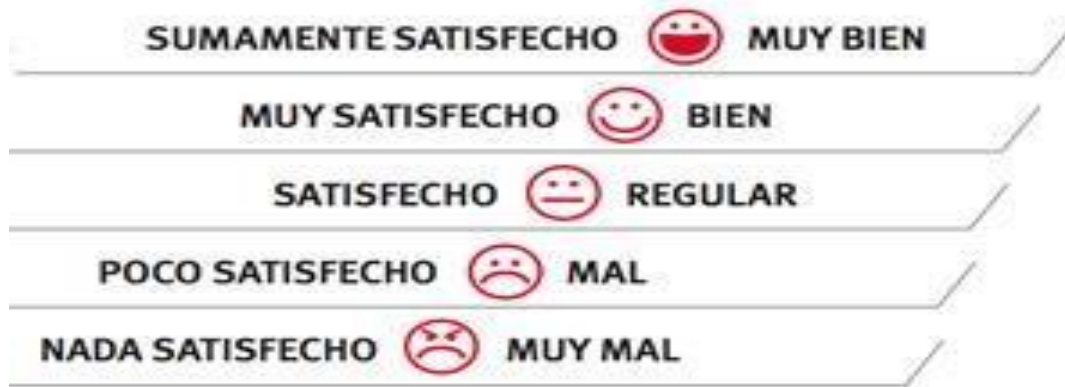 SUMAMENTE SATISFECHO MUY BIEN
MUY SATISFECHO BIEN
SATISFECHO REGULAR
POCO SATISFECHO MAL
NADA SATISFECHO MUY MAL